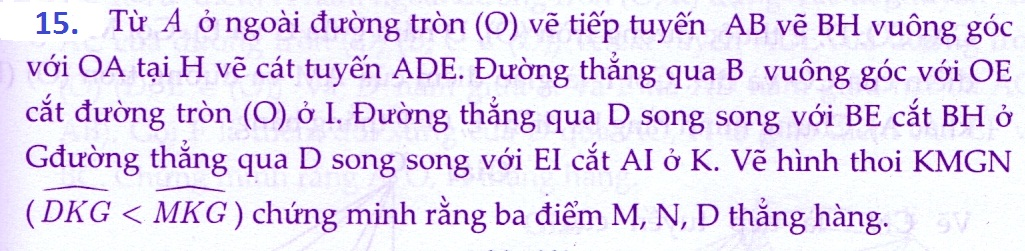 15. Từ A ở ngoài đường tròn (O) vẽ tiếp tuyến AB vẽ BH vuông góc
với OA tại H vẽ cát tuyến ADE. Đường thẳng qua B vuông góc với OE
cắt đường tròn (O) ở I. Đường thẳng qua D song song với BE cắt BH ở
Gđường thẳng qua D song song với EI cắt AI ở K. Vẽ hình thoi KMGN
(DKG < MKG) chứng minh rằng ba điểm M, N, D thẳng hàng.